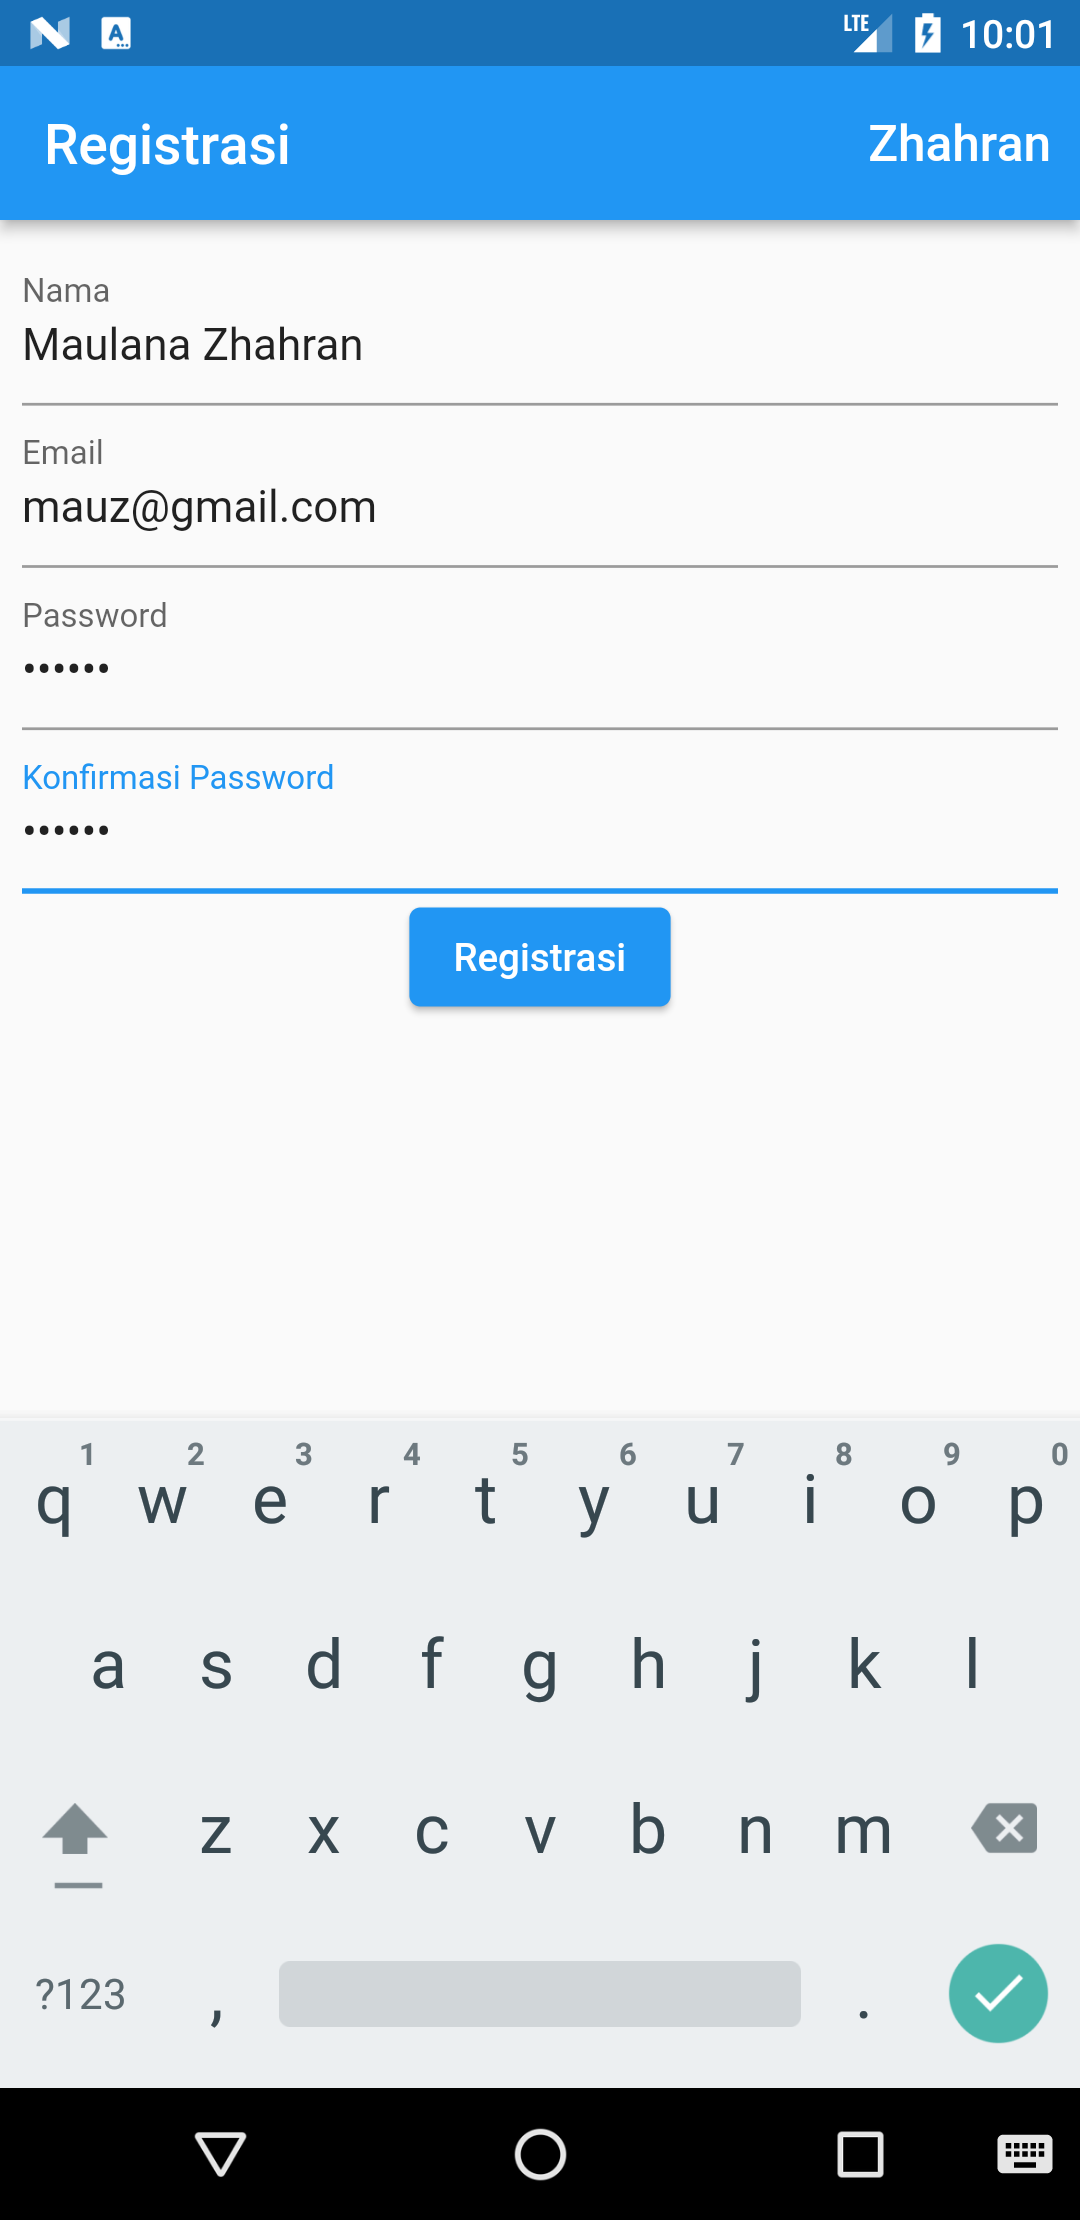 LTE 10:01
Registrasi Zhahran
Nama
Maulana Zhahran
Email
mauz@gmail.com
Password
••••••
Konfirmasi Password
••••••
Registrasi
1 2 3 4 5 6 7 8 9 0
q w e r t y u i o p
a s d f g h j k l
z x c v b n m
?123 , .